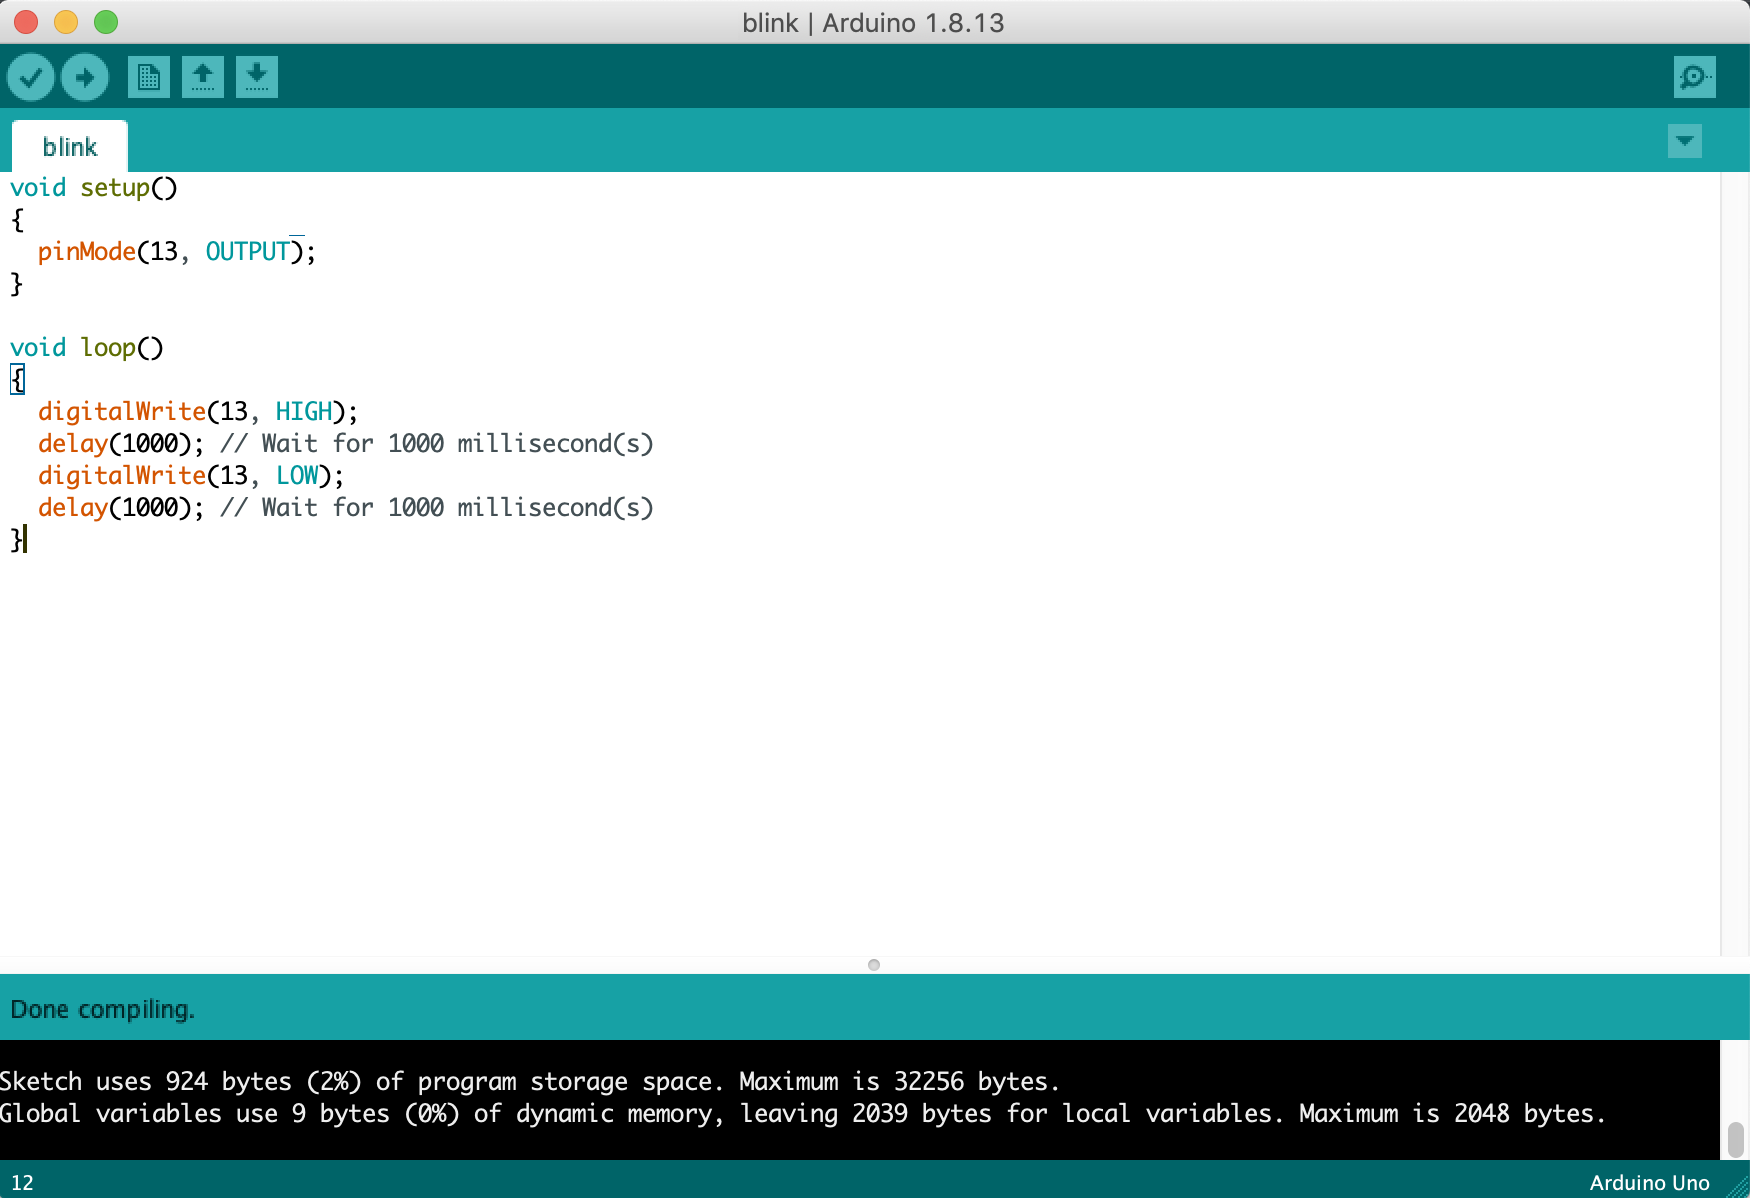 blink | Arduino 1.8.13
blink
void setup()
{
  pinMode(13, OUTPUT);
}

void loop()
{
  digitalWrite(13, HIGH);
  delay(1000); // Wait for 1000 millisecond(s)
  digitalWrite(13, LOW);
  delay(1000); // Wait for 1000 millisecond(s)
}
Done compiling.
Sketch uses 924 bytes (2%) of program storage space. Maximum is 32256 bytes.
Global variables use 9 bytes (0%) of dynamic memory, leaving 2039 bytes for local variables. Maximum is 2048 bytes.
12 Arduino Uno